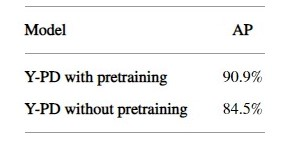 Model AP
Y-PD with pretraining 90.9%
Y-PD without pretraining 84.5%